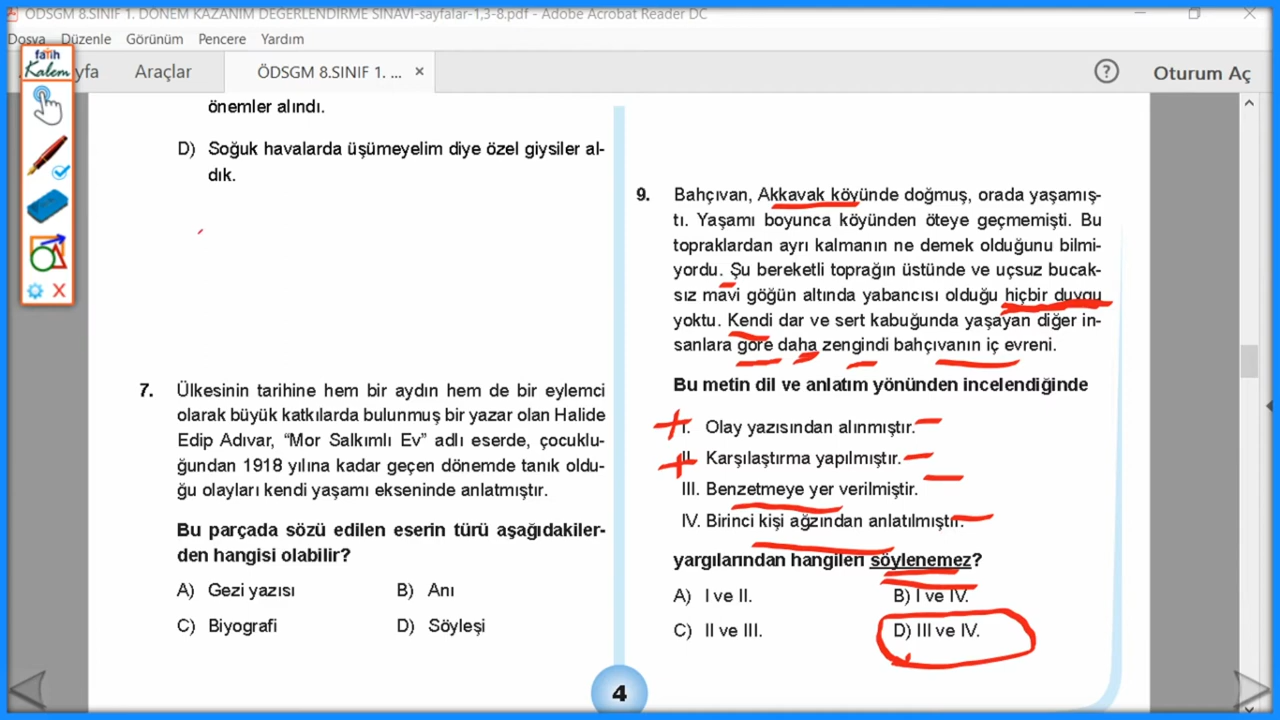 ÖDSGM 8.SINIF 1. DÖNEM KAZANIM DEĞERLENDİRME SINAVI-sayfalar-1,3-8.pdf - Adobe Acrobat Reader DC
Dosya Düzenle Görünüm Pencere Yardım
fatih
Kalem
yfa Araçlar ÖDSGM 8.SINIF 1. ... × Oturum Aç
önemler alındı.
D) Soğuk havalarda üşümeyelim diye özel giysiler al-
dık.
7. Ülkesinin tarihine hem bir aydın hem de bir eylemci
olarak büyük katkılarda bulunmuş bir yazar olan Halide
Edip Adıvar, “Mor Salkımlı Ev” adlı eserde, çocuklu-
ğundan 1918 yılına kadar geçen dönemde tanık oldu-
ğu olayları kendi yaşamı ekseninde anlatmıştır.
Bu parçada sözü edilen eserin türü aşağıdakiler-
den hangisi olabilir?
A) Gezi yazısı B) Anı
C) Biyografi D) Söyleşi
9. Bahçıvan, Akkavak köyünde doğmuş, orada yaşamış-
tı. Yaşamı boyunca köyünden öteye geçmemişti. Bu
topraklardan ayrı kalmanın ne demek olduğunu bilmi-
yordu. Şu bereketli toprağın üstünde ve uçsuz bucak-
sız mavi göğün altında yabancısı olduğu hiçbir duygu
yoktu. Kendi dar ve sert kabuğunda yaşayan diğer in-
sanlara göre daha zengindi bahçıvanın iç evreni.
Bu metin dil ve anlatım yönünden incelendiğinde
I. Olay yazısından alınmıştır.
II. Karşılaştırma yapılmıştır.
III. Benzetmeye yer verilmiştir.
IV. Birinci kişi ağzından anlatılmıştır.
yargılarından hangileri söylenemez?
A) I ve II. B) I ve IV.
C) II ve III. D) III ve IV.
4